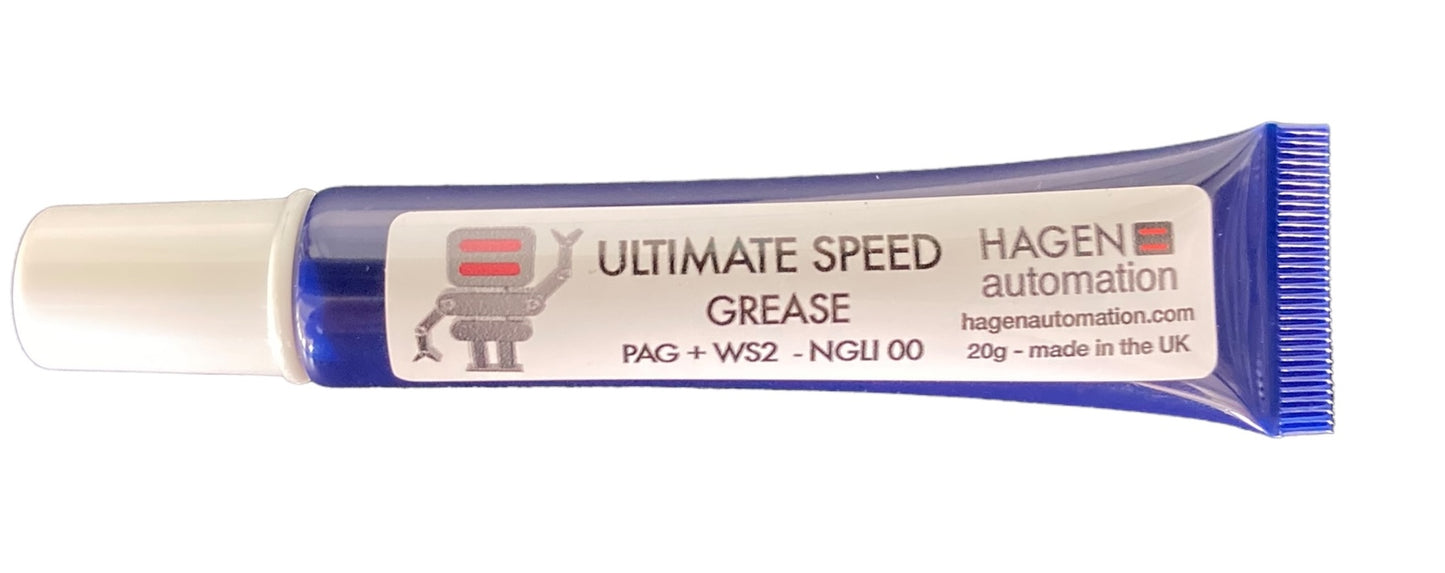 ULTIMATE SPEED
GREASE
PAG + WS2 - NGLI 00
HAGEN
automation
hagenautomation.com
20g - made in the UK